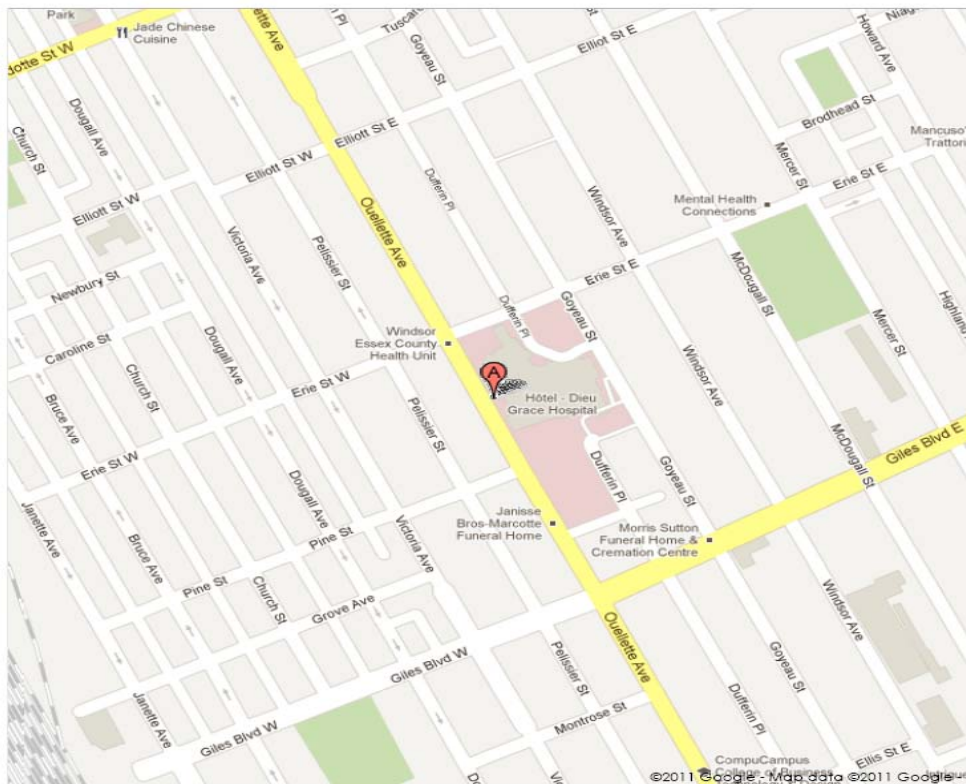 Park
Jade Chinese
Cuisine
Ouellette Ave
Tuscar
Dufferin Pl
Goyeau St
Elliot St E
Niag
Howard Ave
Brodhead St
Mancuso's
Trattori
dotte St W
Dougall Ave
Church St
Elliott St E
Elliott St W
Elliott St W
Dufferin Pl
Windsor Ave
Mercer St
Erie St E
Mental Health
Connections
Ouellette Ave
Victoria Ave
Pelissier St
Newbury St
Erie St E
McDougall St
Highland
Dufferin Pl
Goyeau St
Mercer St
Caroline St
Dougall Ave
Windsor
Essex County
Health Unit
Windsor Ave
A
Hôtel - Dieu
Grace Hospital
Erie St W
Church St
Bruce Ave
Pelissier St
McDougall St
Giles Blvd E
Erie St W
Dougall Ave
Dufferin Pl
Goyeau St
Janette Ave
Bruce Ave
Pine St
Victoria Ave
Janisse
Bros-Marcotte
Funeral Home
Morris Sutton
Funeral Home &
Cremation Centre
Pine St
Church St
Grove Ave
Windsor Ave
Giles Blvd W
Pelissier St
Ouellette Ave
Goyeau St
Janette Ave
Giles Blvd W
Montrose St
Dufferin Pl
Ellis St E
CompuCampus
College of Business
©2011 Google - Map data ©2011 Google -